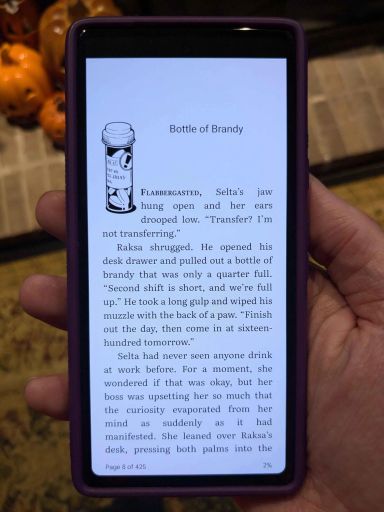 Bottle of Brandy
FLABBERGASTED, Selta's jaw
hung open and her ears
drooped low. “Transfer? I'm
not transferring.”
Raksa shrugged. He opened his
desk drawer and pulled out a bottle of
brandy that was only a quarter full.
“Second shift is short, and we're full
up.” He took a long gulp and wiped his
muzzle with the back of a paw. “Finish
out the day, then come in at sixteen-
hundred tomorrow.”
Selta had never seen anyone drink
at work before. For a moment, she
wondered if that was okay, but her
boss was upsetting her so much that
the curiosity evaporated from her
mind as suddenly as it had
manifested. She leaned over Raksa's
desk, pressing both palms into the
Page 8 of 425 2%